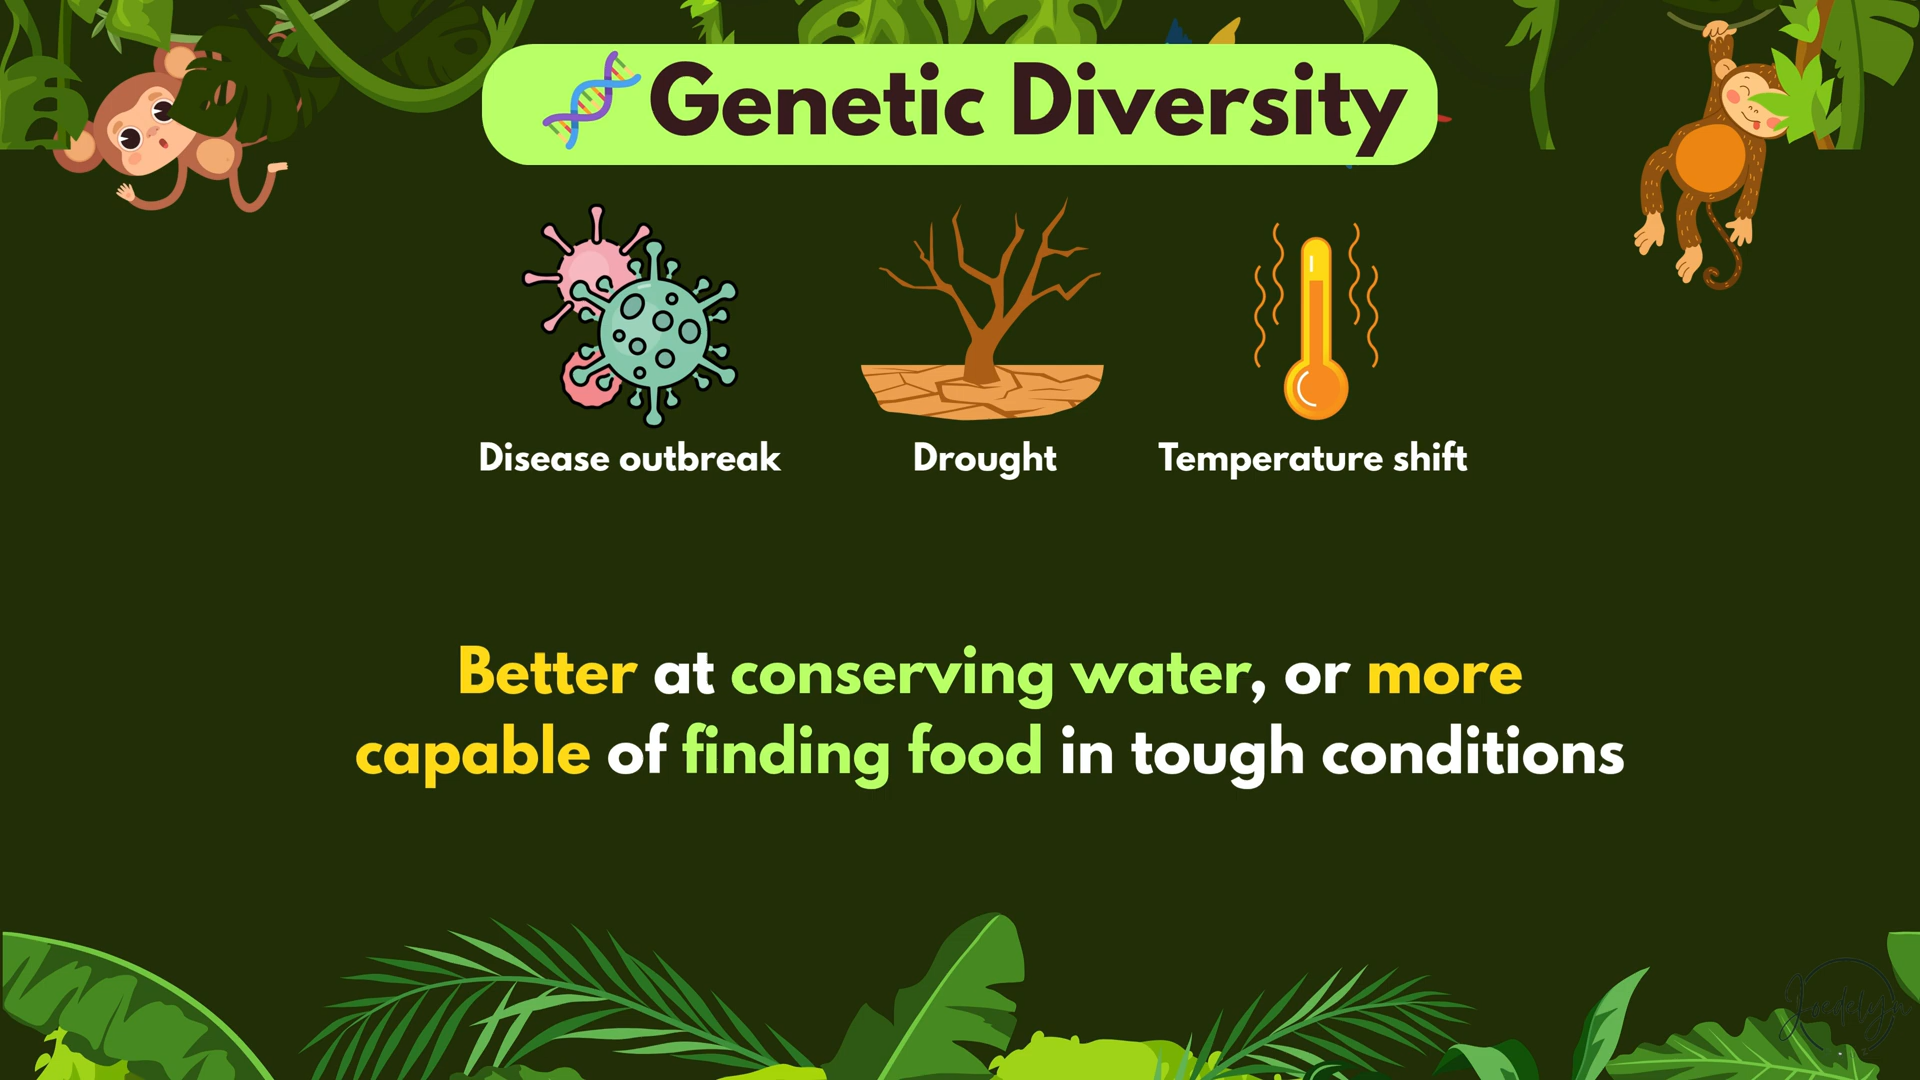 Genetic Diversity
Disease outbreak
Drought
Temperature shift
Better at conserving water, or more
capable of finding food in tough conditions